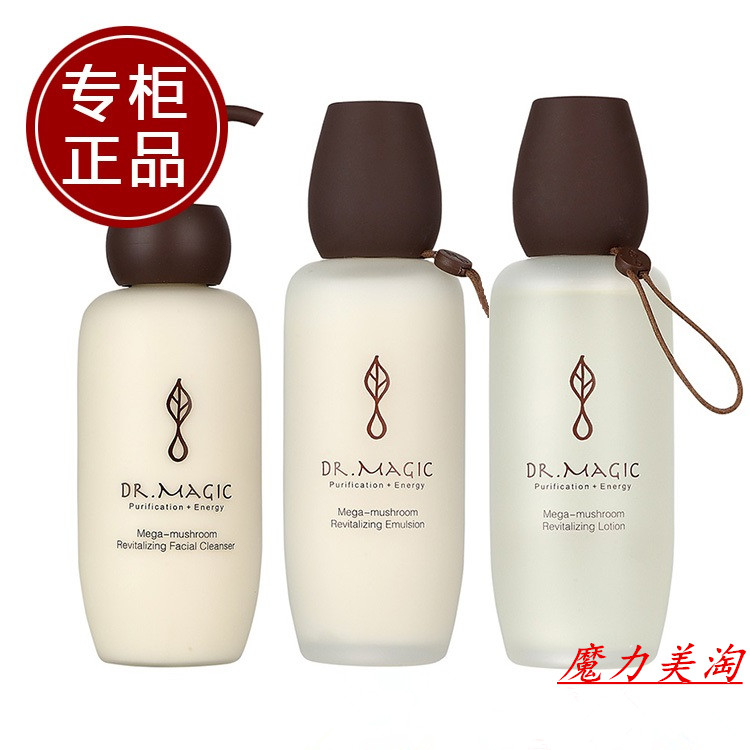 专柜
正品
DR.MAGIC
Purification + Energy
Mega-mushroom
Revitalizing Facial Cleanser
DR.MAGIC
Purification + Energy
Mega-mushroom
Revitalizing Emulsion
DR.MAGIC
Purification + Energy
Mega-mushroom
Revitalizing Lotion
魔力美淘